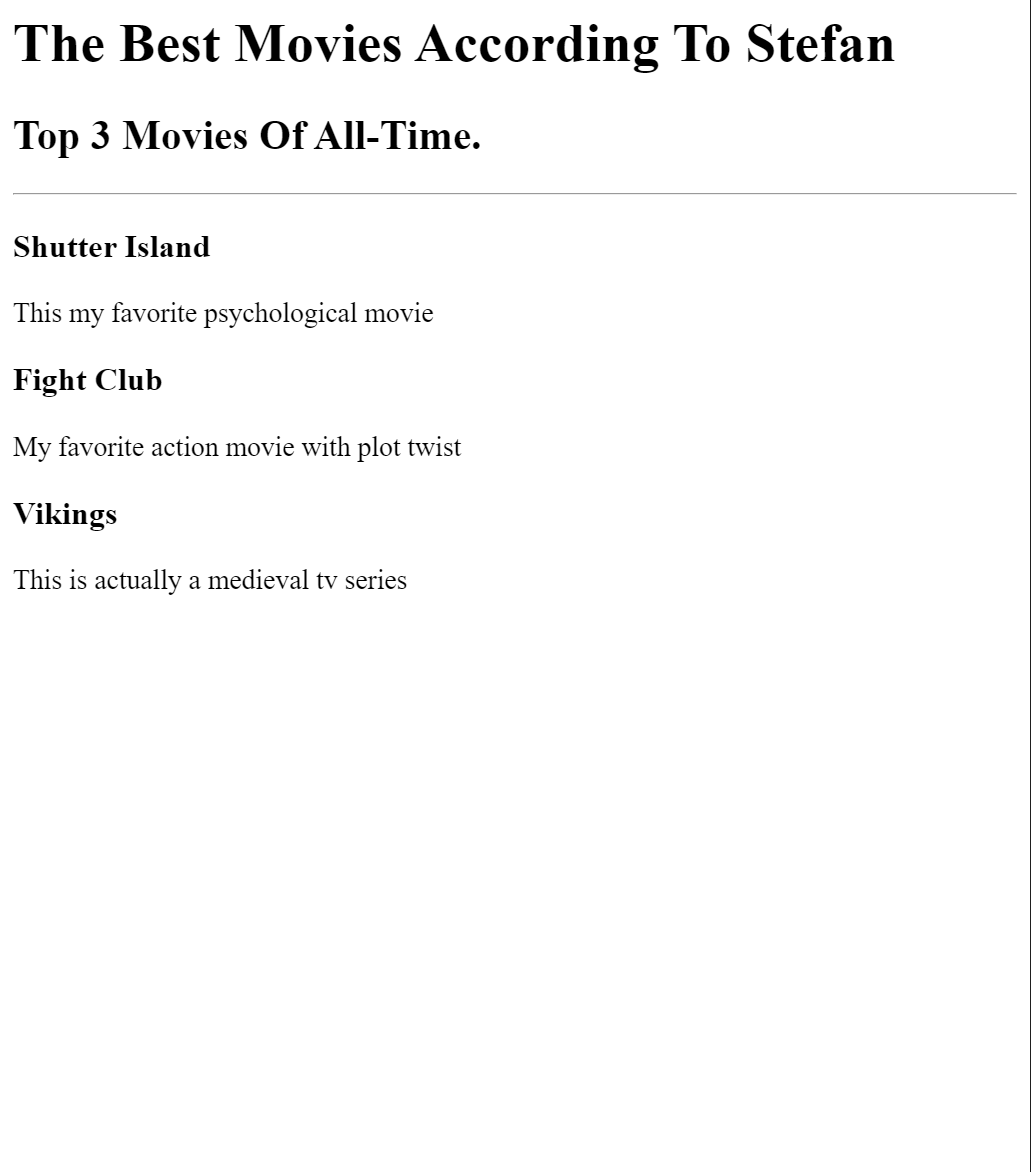 The Best Movies According To Stefan
Top 3 Movies Of All-Time.
Shutter Island
This my favorite psychological movie
Fight Club
My favorite action movie with plot twist
Vikings
This is actually a medieval tv series